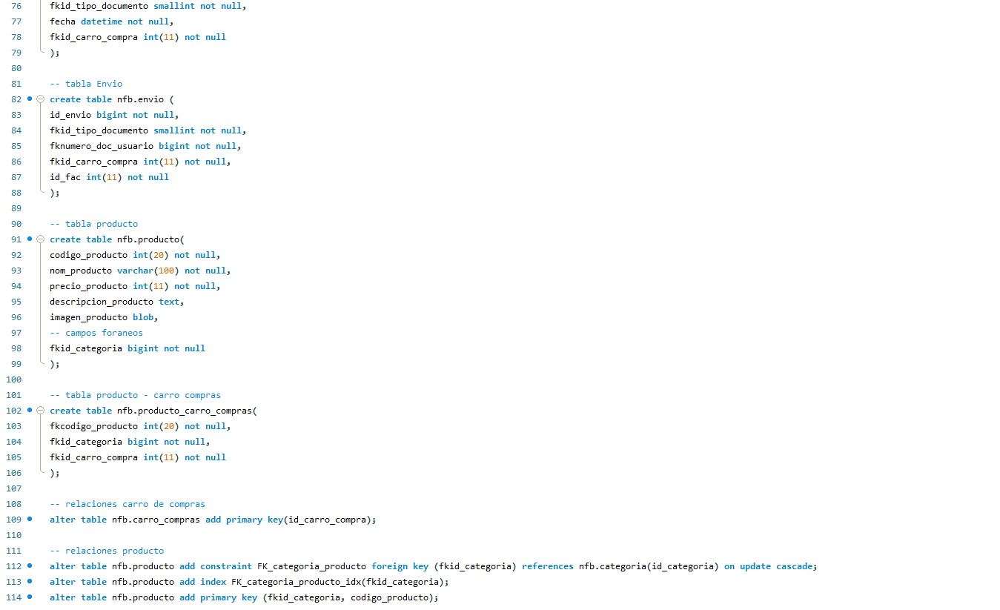 76 fkid_tipo_documento smallint not null,
77 fecha datetime not null,
78 fkid_carro_compra int(11) not null
79 );
80
81 -- tabla Envio
82 create table nfb.envio (
83 id_envio bigint not null,
84 fkid_tipo_documento smallint not null,
85 fknumero_doc_usuario bigint not null,
86 fkid_carro_compra int(11) not null,
87 id_fac int(11) not null
88 );
89
90 -- tabla producto
91 create table nfb.producto(
92 codigo_producto int(20) not null,
93 nom_producto varchar(100) not null,
94 precio_producto int(11) not null,
95 descripcion_producto text,
96 imagen_producto blob,
97 -- campos foraneos
98 fkid_categoria bigint not null
99 );
100
101 -- tabla producto - carro compras
102 create table nfb.producto_carro_compras(
103 fkcodigo_producto int(20) not null,
104 fkid_categoria bigint not null,
105 fkid_carro_compra int(11) not null
106 );
107
108 -- relaciones carro de compras
109 alter table nfb.carro_compras add primary key(id_carro_compra);
110
111 -- relaciones producto
112 alter table nfb.producto add constraint FK_categoria_producto foreign key (fkid_categoria) references nfb.categoria(id_categoria) on update cascade;
113 alter table nfb.producto add index FK_categoria_producto_idx(fkid_categoria);
114 alter table nfb.producto add primary key (fkid_categoria, codigo_producto);